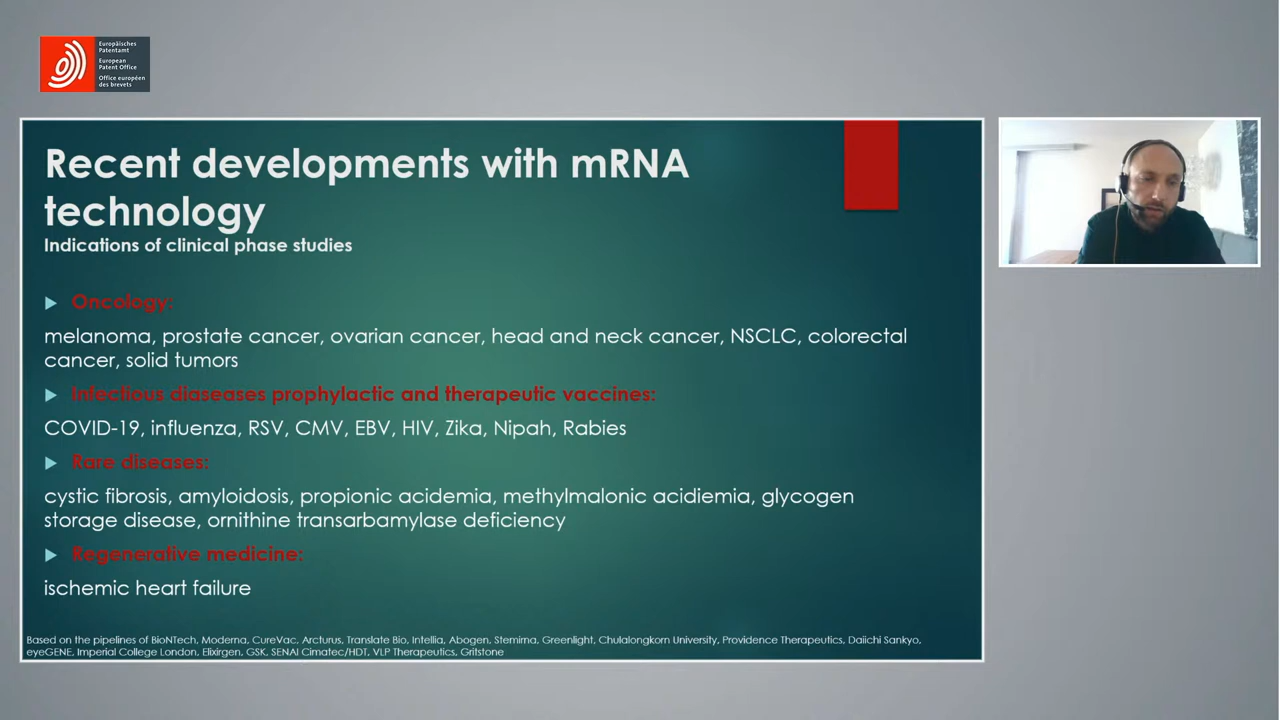 Europäisches
Patentamt
European
Patent Office
Office européen
des brevets
Recent developments with mRNA
technology
Indications of clinical phase studies
Oncology:
melanoma, prostate cancer, ovarian cancer, head and neck cancer, NSCLC, colorectal
cancer, solid tumors
Infectious diaseases prophylactic and therapeutic vaccines:
COVID-19, influenza, RSV, CMV, EBV, HIV, Zika, Nipah, Rabies
Rare diseases:
cystic fibrosis, amyloidosis, propionic acidemia, methylmalonic acidiemia, glycogen
storage disease, ornithine transarbamylase deficiency
Regenerative medicine:
ischemic heart failure
Based on the pipelines of BioNTech, Moderna, CureVac, Arcturus, Translate Bio, Intellia, Abogen, Stemirna, Greenlight, Chulalongkorn University, Providence Therapeutics, Daiichi Sankyo,
eyeGENE, Imperial College London, Elixirgen, GSK, SENAI Cimatec/HDT, VLP Therapeutics, Gritstone